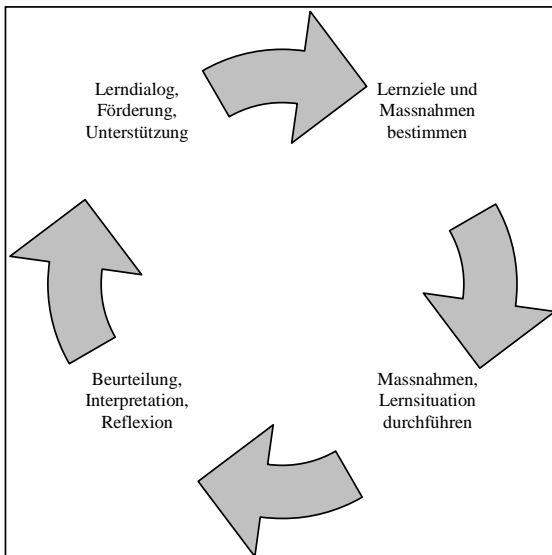 Lerndialog,
Förderung,
Unterstützung
Lernziele und
Massnahmen
bestimmen
Massnahmen,
Lernsituation
durchführen
Beurteilung,
Interpretation,
Reflexion